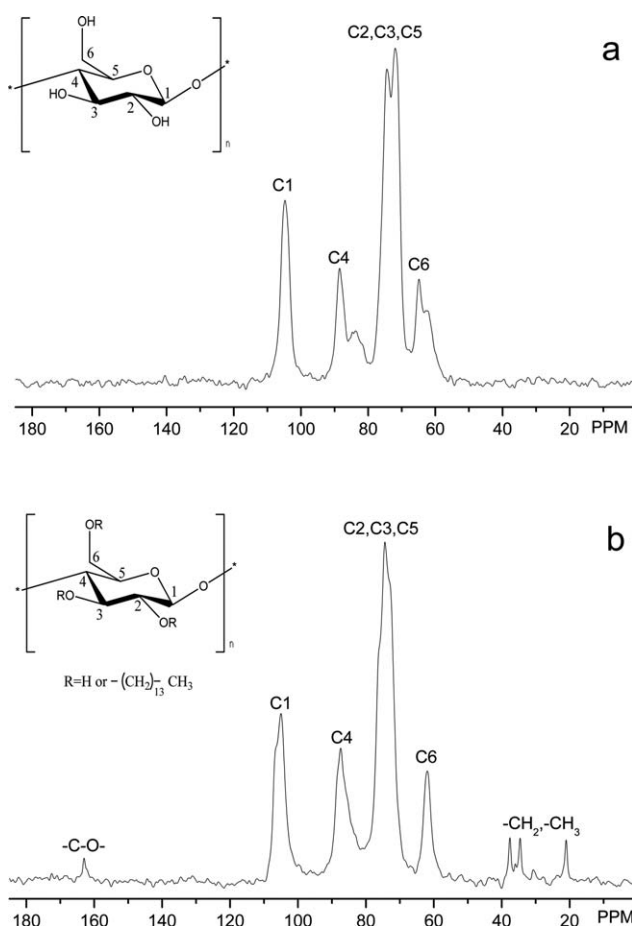 OH
6
5
O
4
1
O
HO
3
2
OH
n
C2,C3,C5
a
C1
C4
C6
180 160 140 120 100 80 60 40 20 PPM
OR
6
5
O
4
1
O
RO
3
2
OR
n
R=H or -(CH2)13- CH3
C2,C3,C5
b
C1
C4
C6
-C-O-
-CH2,-CH3
180 160 140 120 100 80 60 40 20 PPM